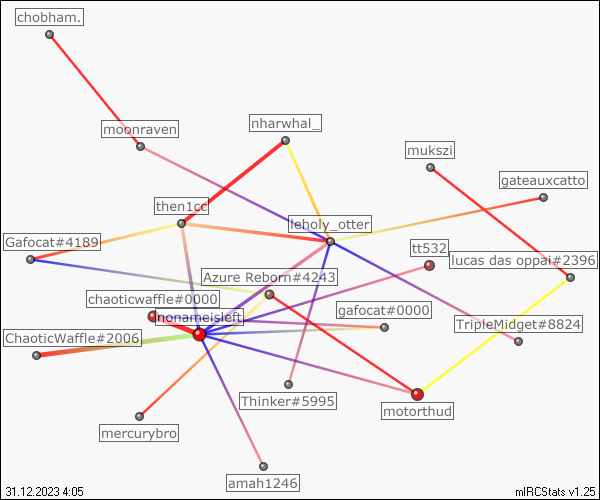 chobham.
nharwhal_
moonraven
mukszi
gateauxcatto
then1cc
leholy_otter
Gafocat#4189
tt532
lucas das oppai#2396
Azure Reborn#4243
chaoticwaffle#0000
gafocat#0000
nonameisleft
TripleMidget#8824
ChaoticWaffle#2006
Thinker#5995
motorthud
mercurybro
amah1246
31.12.2023 4:05
mIRCStats v1.25